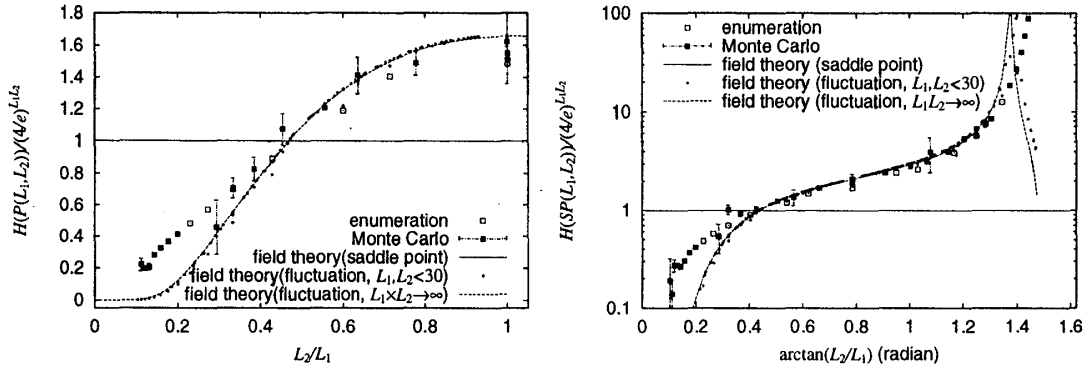 H(P(L₁,L₂))/(4/e)^{L₁L₂}
1.8
1.6
1.4
1.2
1
0.8
0.6
0.4
0.2
0
enumeration
Monte Carlo
field theory(saddle point)
field theory(fluctuation, L₁,L₂<30)
field theory(fluctuation, L₁×L₂→∞)
0 0.2 0.4 0.6 0.8 1
L₂/L₁
H(SP(L₁,L₂))/(4/e)^{L₁L₂}
100
10
1
0.1
enumeration
Monte Carlo
field theory (saddle point)
field theory (fluctuation, L₁,L₂<30)
field theory (fluctuation, L₁L₂→∞)
0 0.2 0.4 0.6 0.8 1 1.2 1.4 1.6
arctan(L₂/L₁) (radian)